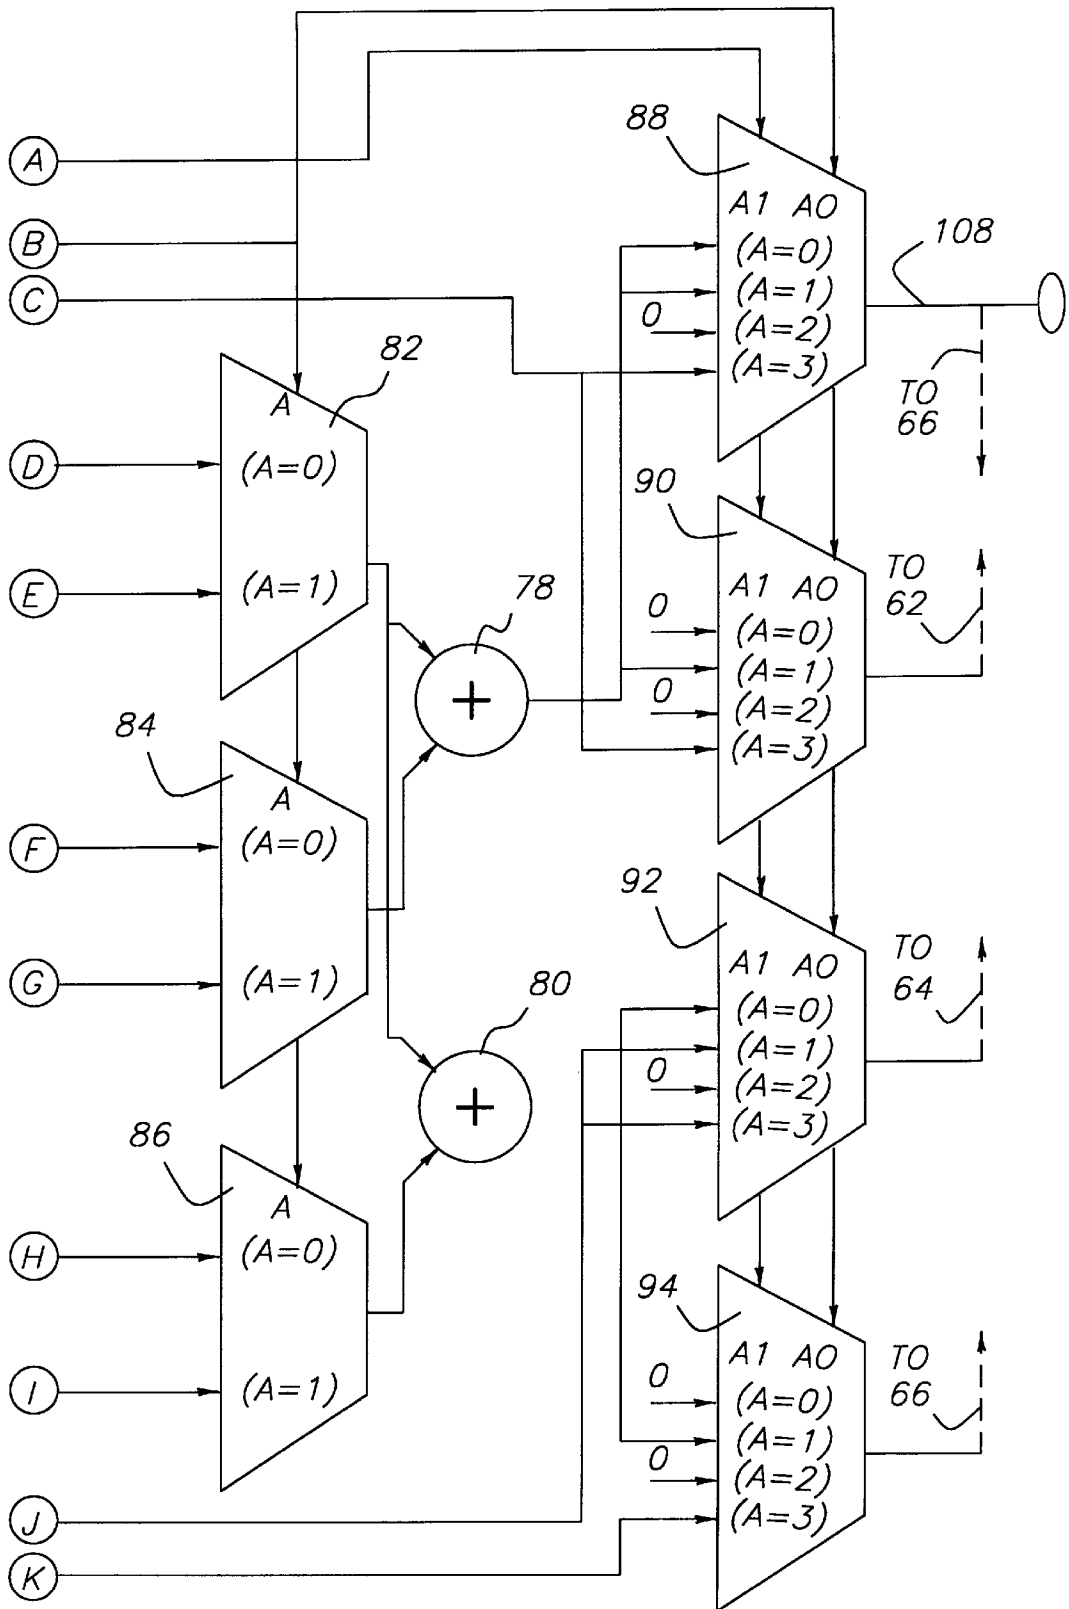 A
B
C
D
E
F
G
H
I
J
K
82
A
(A=0)
(A=1)
84
A
(A=0)
(A=1)
86
A
(A=0)
(A=1)
78
+
80
+
88
A1 A0
(A=0)
(A=1)
0 (A=2)
(A=3)
108
TO
66
90
A1 A0
0 (A=0)
(A=1)
0 (A=2)
(A=3)
TO
62
92
A1 A0
(A=0)
(A=1)
0 (A=2)
(A=3)
TO
64
94
A1 A0
0 (A=0)
(A=1)
0 (A=2)
(A=3)
TO
66